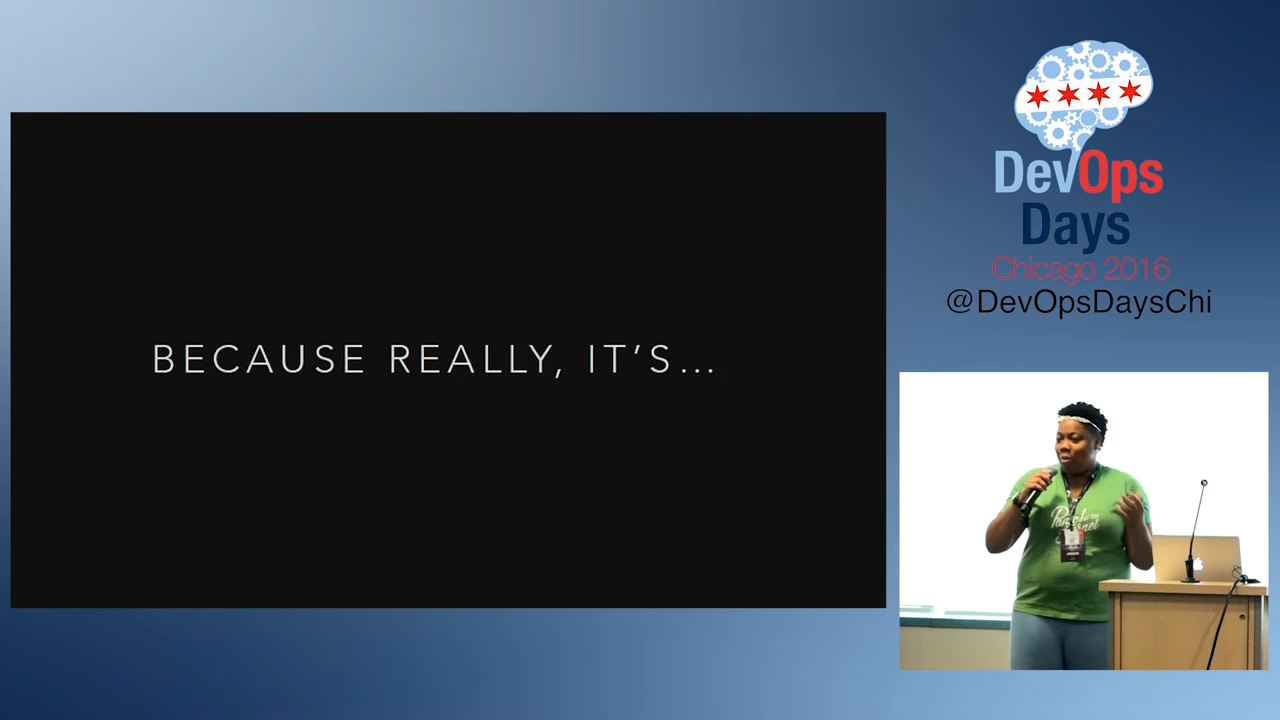 BECAUSE REALLY, IT’S...
DevOps
Days
Chicago 2016
@DevOpsDaysChi